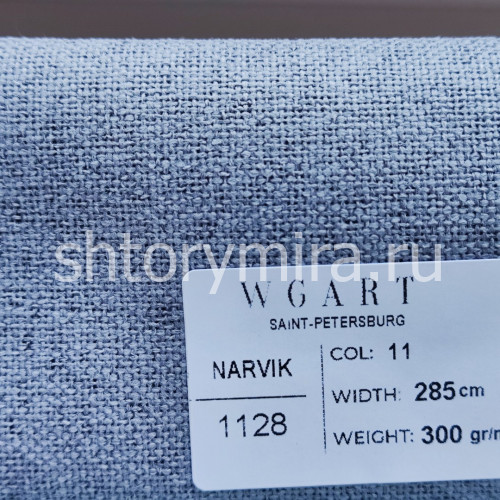 shtorymira.ru
WGART
SAINT-PETERSBURG
NARVIK
1128
COL: 11
WIDTH: 285 cm
WEIGHT: 300 gr/